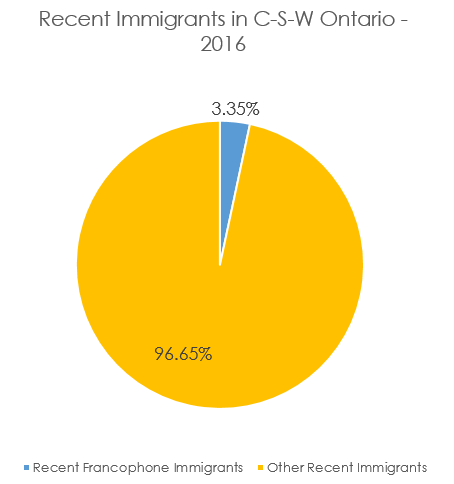 Recent Immigrants in C-S-W Ontario -
2016
3.35%
96.65%
Recent Francophone Immigrants
Other Recent Immigrants